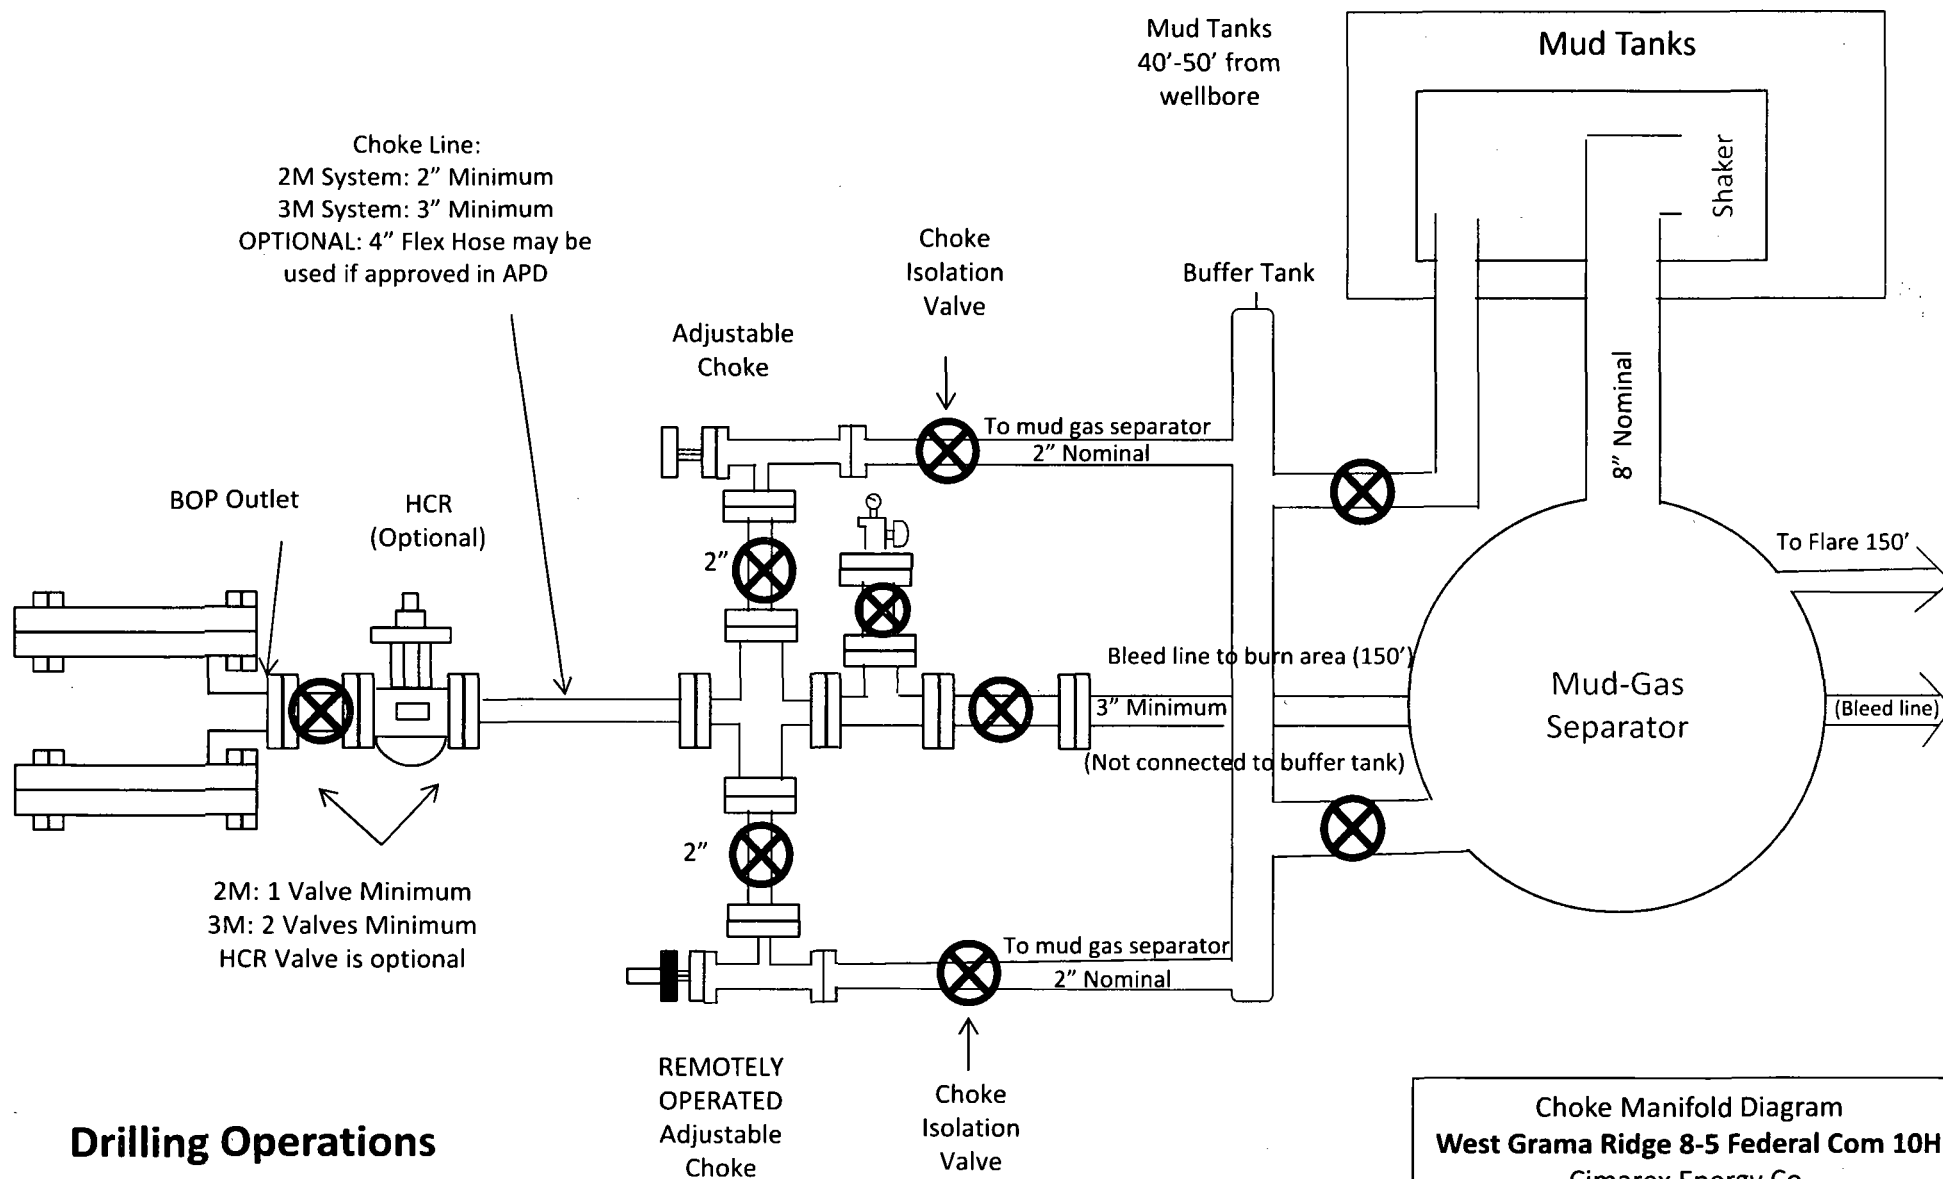 Mud Tanks
40'-50' from
wellbore
Mud Tanks
Shaker
Choke Line:
2M System: 2" Minimum
3M System: 3" Minimum
OPTIONAL: 4" Flex Hose may be
used if approved in APD
Choke
Isolation
Valve
Buffer Tank
Adjustable
Choke
8" Nominal
To mud gas separator
2" Nominal
BOP Outlet
HCR
(Optional)
2"
To Flare 150'
Bleed line to burn area (150')
3" Minimum
(Not connected to buffer tank)
Mud-Gas
Separator
(Bleed line)
2"
2M: 1 Valve Minimum
3M: 2 Valves Minimum
HCR Valve is optional
To mud gas separator
2" Nominal
REMOTELY
OPERATED
Adjustable
Choke
Choke
Isolation
Valve
Drilling Operations
Choke Manifold Diagram
West Grama Ridge 8-5 Federal Com 10H
Cimarex Energy Co.